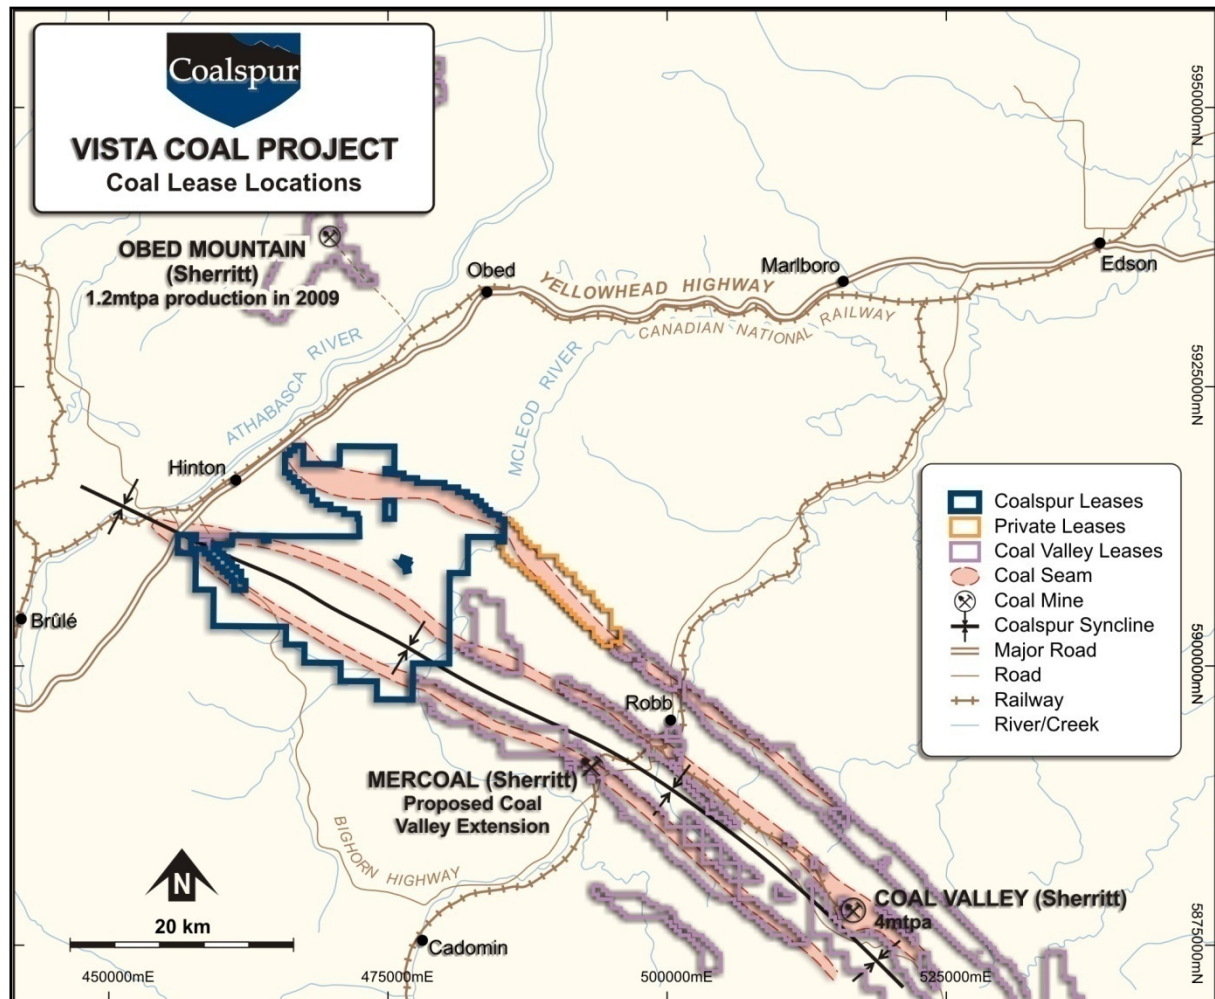 Coalspur
VISTA COAL PROJECT
Coal Lease Locations
5950000mN
OBED MOUNTAIN
(Sherritt)
1.2mtpa production in 2009
Obed
YELLOWHEAD HIGHWAY
Marlboro
Edson
CANADIAN NATIONAL RAILWAY
ATHABASCA RIVER
MCLEOD RIVER
5925000mN
Hinton
Coalspur Leases
Private Leases
Coal Valley Leases
Coal Seam
Coal Mine
Coalspur Syncline
Major Road
Road
Railway
River/Creek
Brûlé
5900000mN
Robb
MERCOAL (Sherritt)
Proposed Coal
Valley Extension
BIGHORN HIGHWAY
N
20 km
COAL VALLEY (Sherritt)
4mtpa
Cadomin
5875000mN
450000mE
475000mE
500000mE
525000mE